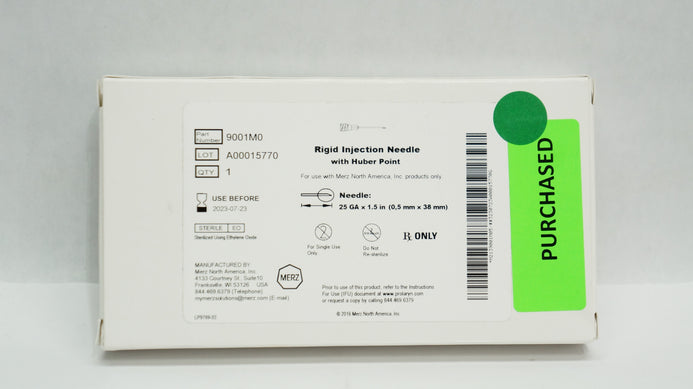 Rigid Injection Needle
with Huber Point
For use with Merz North America, Inc. products only.
Part Number 9001M0
LOT A00015770
QTY 1
Needle:
25 GA x 1.5 in (0,5 mm x 38 mm)
USE BEFORE
2023-07-23
STERILE EO
Sterilized Using Ethylene Oxide
For Single Use
Only
Do Not
Re-sterilize
Rx ONLY
MANUFACTURED BY
Merz North America, Inc.
4133 Courtney St., Suite10
Franksville, WI 53126 USA
844.469.6379 (Telephone)
mymerzsolutions@merz.com (E-mail)
MERZ
Prior to using this product, refer to the Instructions
For Use (IFU) document at www.prolaninn.com
or request a copy by calling 844.469.6379
© 2016 Merz North America, Inc.
PURCHASED